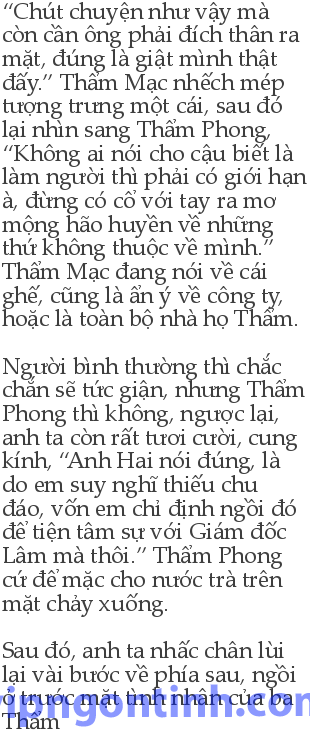 “Chút chuyện như vậy mà
còn cần ông phải đích thân ra
mặt, đúng là giật mình thật
đấy.” Thẩm Mạc nhếch mép
tượng trưng một cái, sau đó
lại nhìn sang Thẩm Phong,
“Không ai nói cho cậu biết là
làm người thì phải có giới hạn
à, đừng có cổ với tay ra mơ
mộng hão huyền về những
thứ không thuộc về mình.”
Thẩm Mạc đang nói về cái
ghế, cũng là ẩn ý về công ty,
hoặc là toàn bộ nhà họ Thẩm.

Người bình thường thì chắc
chắn sẽ tức giận, nhưng Thẩm
Phong thì không, ngược lại,
anh ta còn rất tươi cười, cung
kính, “Anh Hai nói đúng, là
do em suy nghĩ thiếu chu
đáo, vốn em chỉ định ngồi đó
để tiện tâm sự với Giám đốc
Lâm mà thôi.” Thẩm Phong
cứ để mặc cho nước trà trên
mặt chảy xuống.

Sau đó, anh ta nhấc chân lùi
lại vài bước về phía sau, ngồi
ở trước mặt tình nhân của ba
Thẩm
vipngontinh.com